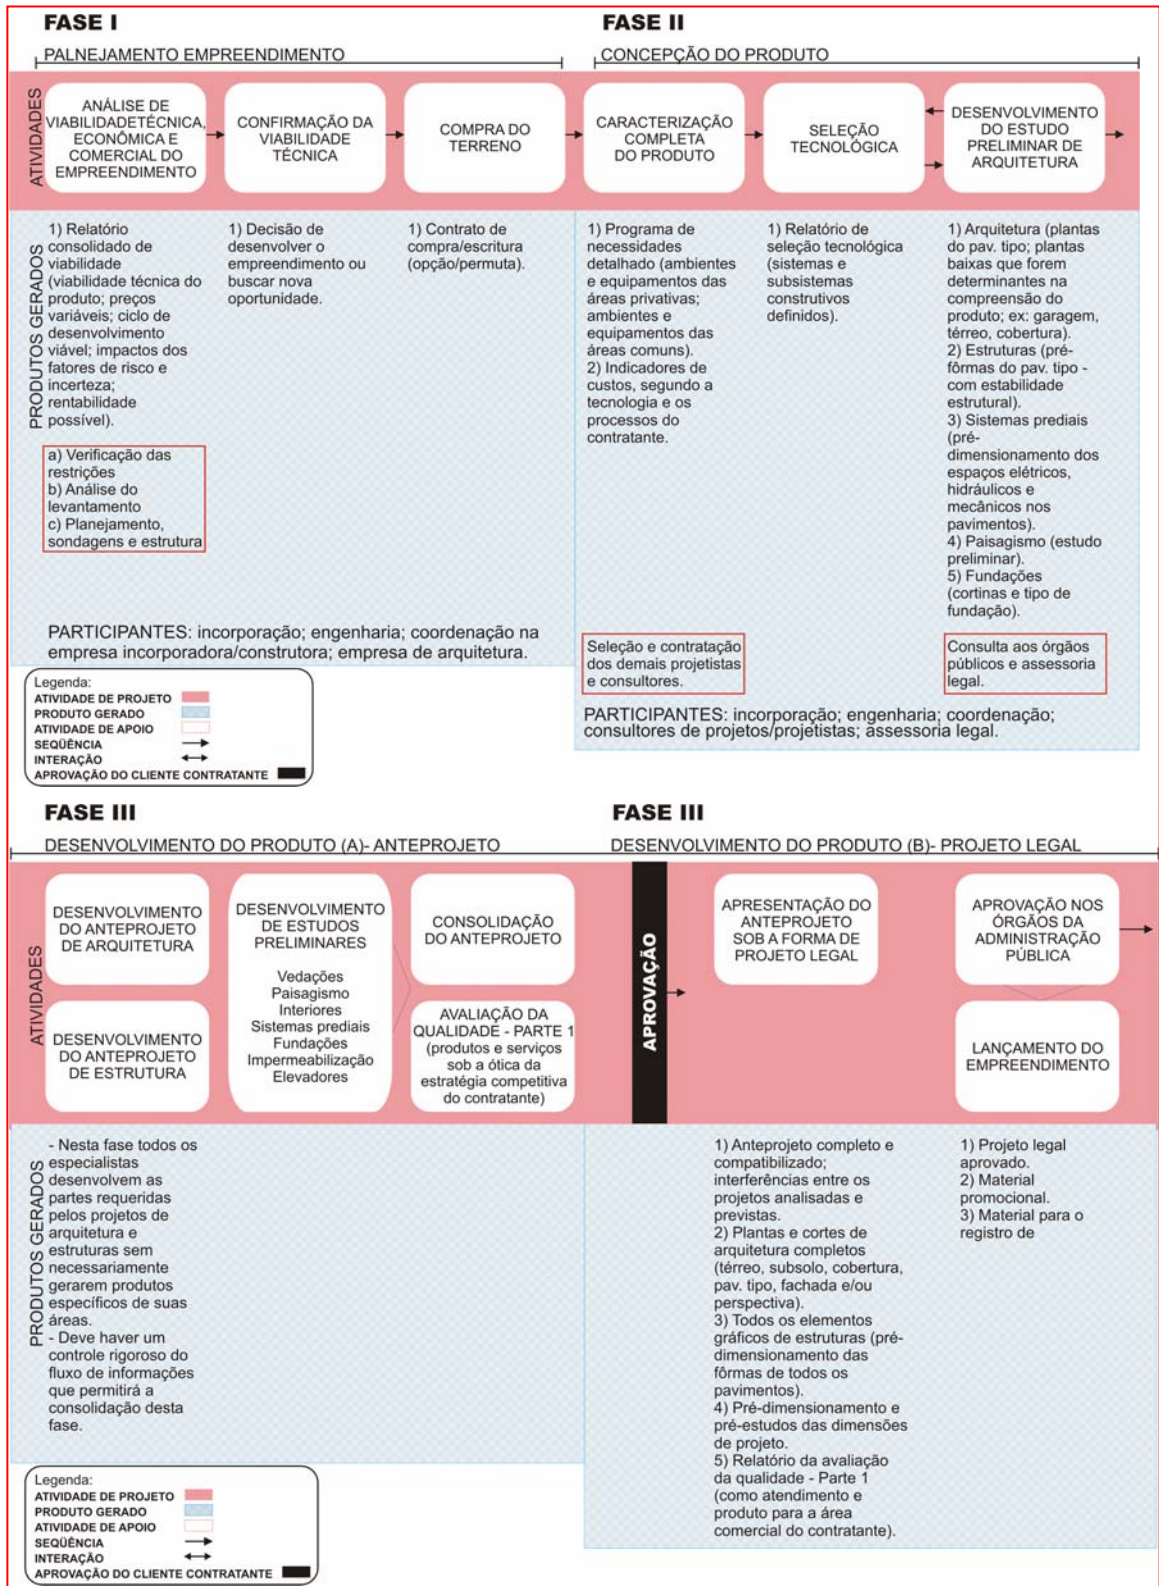 FASE I
PALNEJAMENTO EMPREENDIMENTO
FASE II
CONCEPÇÃO DO PRODUTO
ATIVIDADES
ANÁLISE DE
VIABILIDADETÉCNICA,
ECONÔMICA E
COMERCIAL DO
EMPREENDIMENTO
CONFIRMAÇÃO DA
VIABILIDADE
TÉCNICA
COMPRA DO
TERRENO
CARACTERIZAÇÃO
COMPLETA
DO PRODUTO
SELEÇÃO
TECNOLÓGICA
DESENVOLVIMENTO
DO ESTUDO
PRELIMINAR DE
ARQUITETURA
PRODUTOS GERADOS
1) Relatório
consolidado de
viabilidade
(viabilidade técnica do
produto; preços
variáveis; ciclo de
desenvolvimento
viável; impactos dos
fatores de risco e
incerteza;
rentabilidade
possível).
a) Verificação das
restrições
b) Análise do
levantamento
c) Planejamento,
sondagens e estrutura
1) Decisão de
desenvolver o
empreendimento ou
buscar nova
oportunidade.
1) Contrato de
compra/escritura
(opção/permuta).
PARTICIPANTES: incorporação; engenharia; coordenação na
empresa incorporadora/construtora; empresa de arquitetura.
1) Programa de
necessidades
detalhado (ambientes
e equipamentos das
áreas privativas;
ambientes e
equipamentos das
áreas comuns).
2) Indicadores de
custos, segundo a
tecnologia e os
processos do
contratante.
1) Relatório de
seleção tecnológica
(sistemas e
subsistemas
construtivos
definidos).
1) Arquitetura (plantas
do pav. tipo; plantas
baixas que forem
determinantes na
compreensão do
produto; ex: garagem,
térreo, cobertura).
2) Estruturas (pré-
fôrmas do pav. tipo -
com estabilidade
estrutural).
3) Sistemas prediais
(pré-
dimensionamento dos
espaços elétricos,
hidráulicos e
mecânicos nos
pavimentos).
4) Paisagismo (estudo
preliminar).
5) Fundações
(cortinas e tipo de
fundação).
Seleção e contratação
dos demais projetistas
e consultores.
Consulta aos órgãos
públicos e assessoria
legal.
PARTICIPANTES: incorporação; engenharia; coordenação;
consultores de projetos/projetistas; assessoria legal.
Legenda:
ATIVIDADE DE PROJETO
PRODUTO GERADO
ATIVIDADE DE APOIO
SEQÜÊNCIA
INTERAÇÃO
APROVAÇÃO DO CLIENTE CONTRATANTE
FASE III
DESENVOLVIMENTO DO PRODUTO (A)- ANTEPROJETO
FASE III
DESENVOLVIMENTO DO PRODUTO (B)- PROJETO LEGAL
ATIVIDADES
DESENVOLVIMENTO
DO ANTEPROJETO
DE ARQUITETURA
DESENVOLVIMENTO
DO ANTEPROJETO
DE ESTRUTURA
DESENVOLVIMENTO
DE ESTUDOS
PRELIMINARES
Vedações
Paisagismo
Interiores
Sistemas prediais
Fundações
Impermeabilização
Elevadores
CONSOLIDAÇÃO
DO ANTEPROJETO
AVALIAÇÃO DA
QUALIDADE - PARTE 1
(produtos e serviços
sob a ótica da
estratégia competitiva
do contratante)
APROVAÇÃO
APRESENTAÇÃO DO
ANTEPROJETO
SOB A FORMA DE
PROJETO LEGAL
APROVAÇÃO NOS
ÓRGÃOS DA
ADMINISTRAÇÃO
PÚBLICA
LANÇAMENTO DO
EMPREENDIMENTO
PRODUTOS GERADOS
- Nesta fase todos os
especialistas
desenvolvem as
partes requeridas
pelos projetos de
arquitetura e
estruturas sem
necessariamente
gerarem produtos
específicos de suas
áreas.
- Deve haver um
controle rigoroso do
fluxo de informações
que permitirá a
consolidação desta
fase.
1) Anteprojeto completo e
compatibilizado;
interferências entre os
projetos analisadas e
previstas.
2) Plantas e cortes de
arquitetura completos
(térreo, subsolo, cobertura,
pav. tipo, fachada e/ou
perspectiva).
3) Todos os elementos
gráficos de estruturas (pré-
dimensionamento das
fôrmas de todos os
pavimentos).
4) Pré-dimensionamento e
pré-estudos das dimensões
de projeto.
5) Relatório da avaliação
da qualidade - Parte 1
(como atendimento e
produto para a área
comercial do contratante).
1) Projeto legal
aprovado.
2) Material
promocional.
3) Material para o
registro de
Legenda:
ATIVIDADE DE PROJETO
PRODUTO GERADO
ATIVIDADE DE APOIO
SEQÜÊNCIA
INTERAÇÃO
APROVAÇÃO DO CLIENTE CONTRATANTE